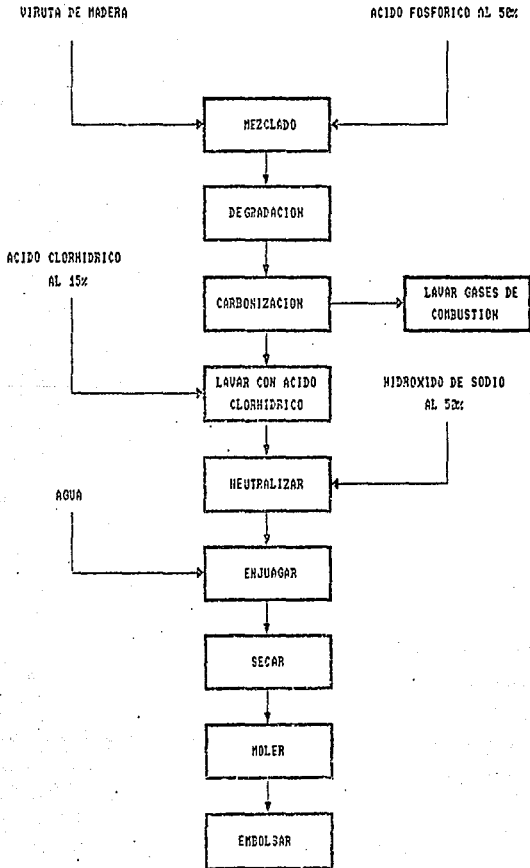 VIRUTA DE MADERA
ACIDO FOSFORICO AL 50%
MEZCLADO
DEGRADACION
ACIDO CLORHIDRICO
AL 15%
CARBONIZACION
LAVAR GASES DE
COMBUSTION
LAVAR CON ACIDO
CLORHIDRICO
HIDROXIDO DE SODIO
AL 50%
NEUTRALIZAR
AGUA
ENJUAGAR
SECAR
MOLER
EMBOLSAR